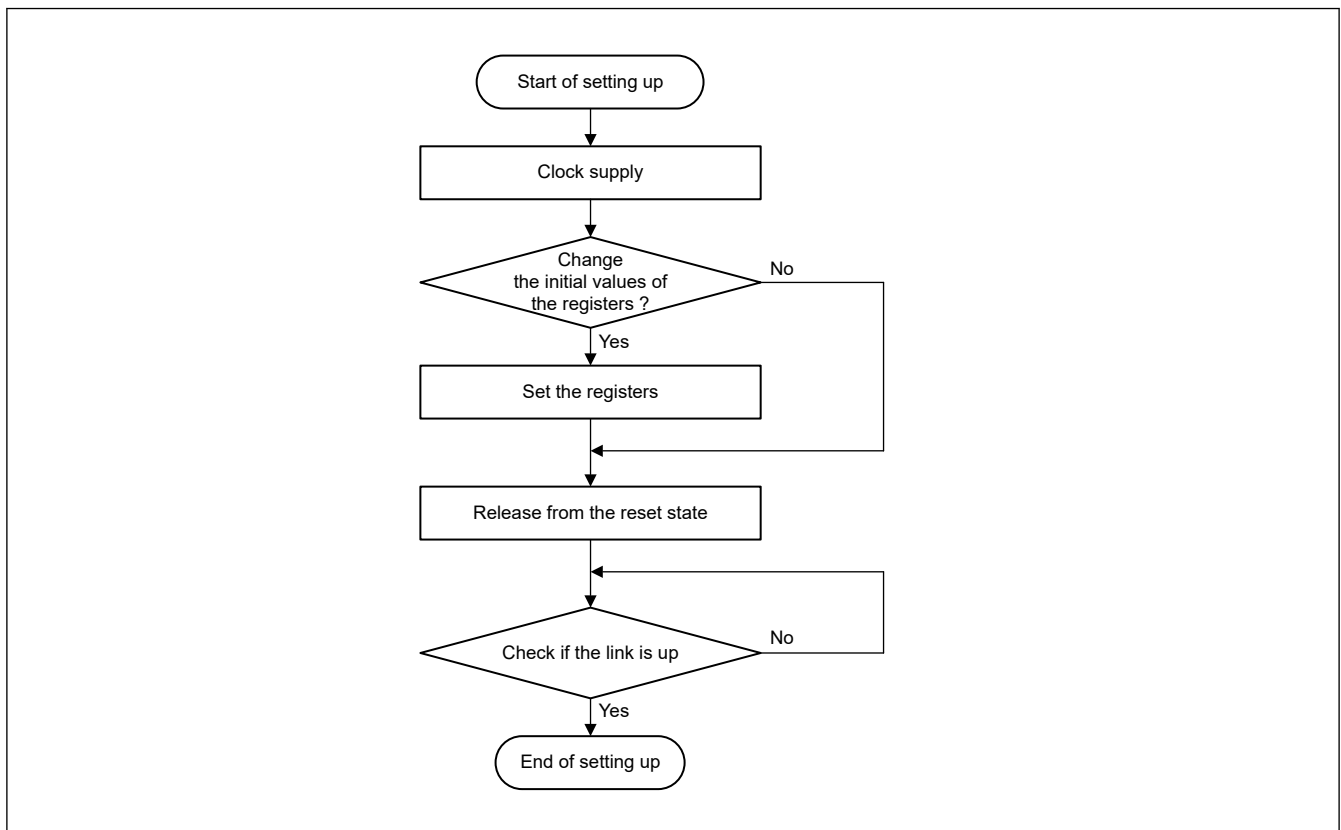 Start of setting up
Clock supply
Change
the initial values of
the registers ?
No
Yes
Set the registers
Release from the reset state
Check if the link is up
No
Yes
End of setting up